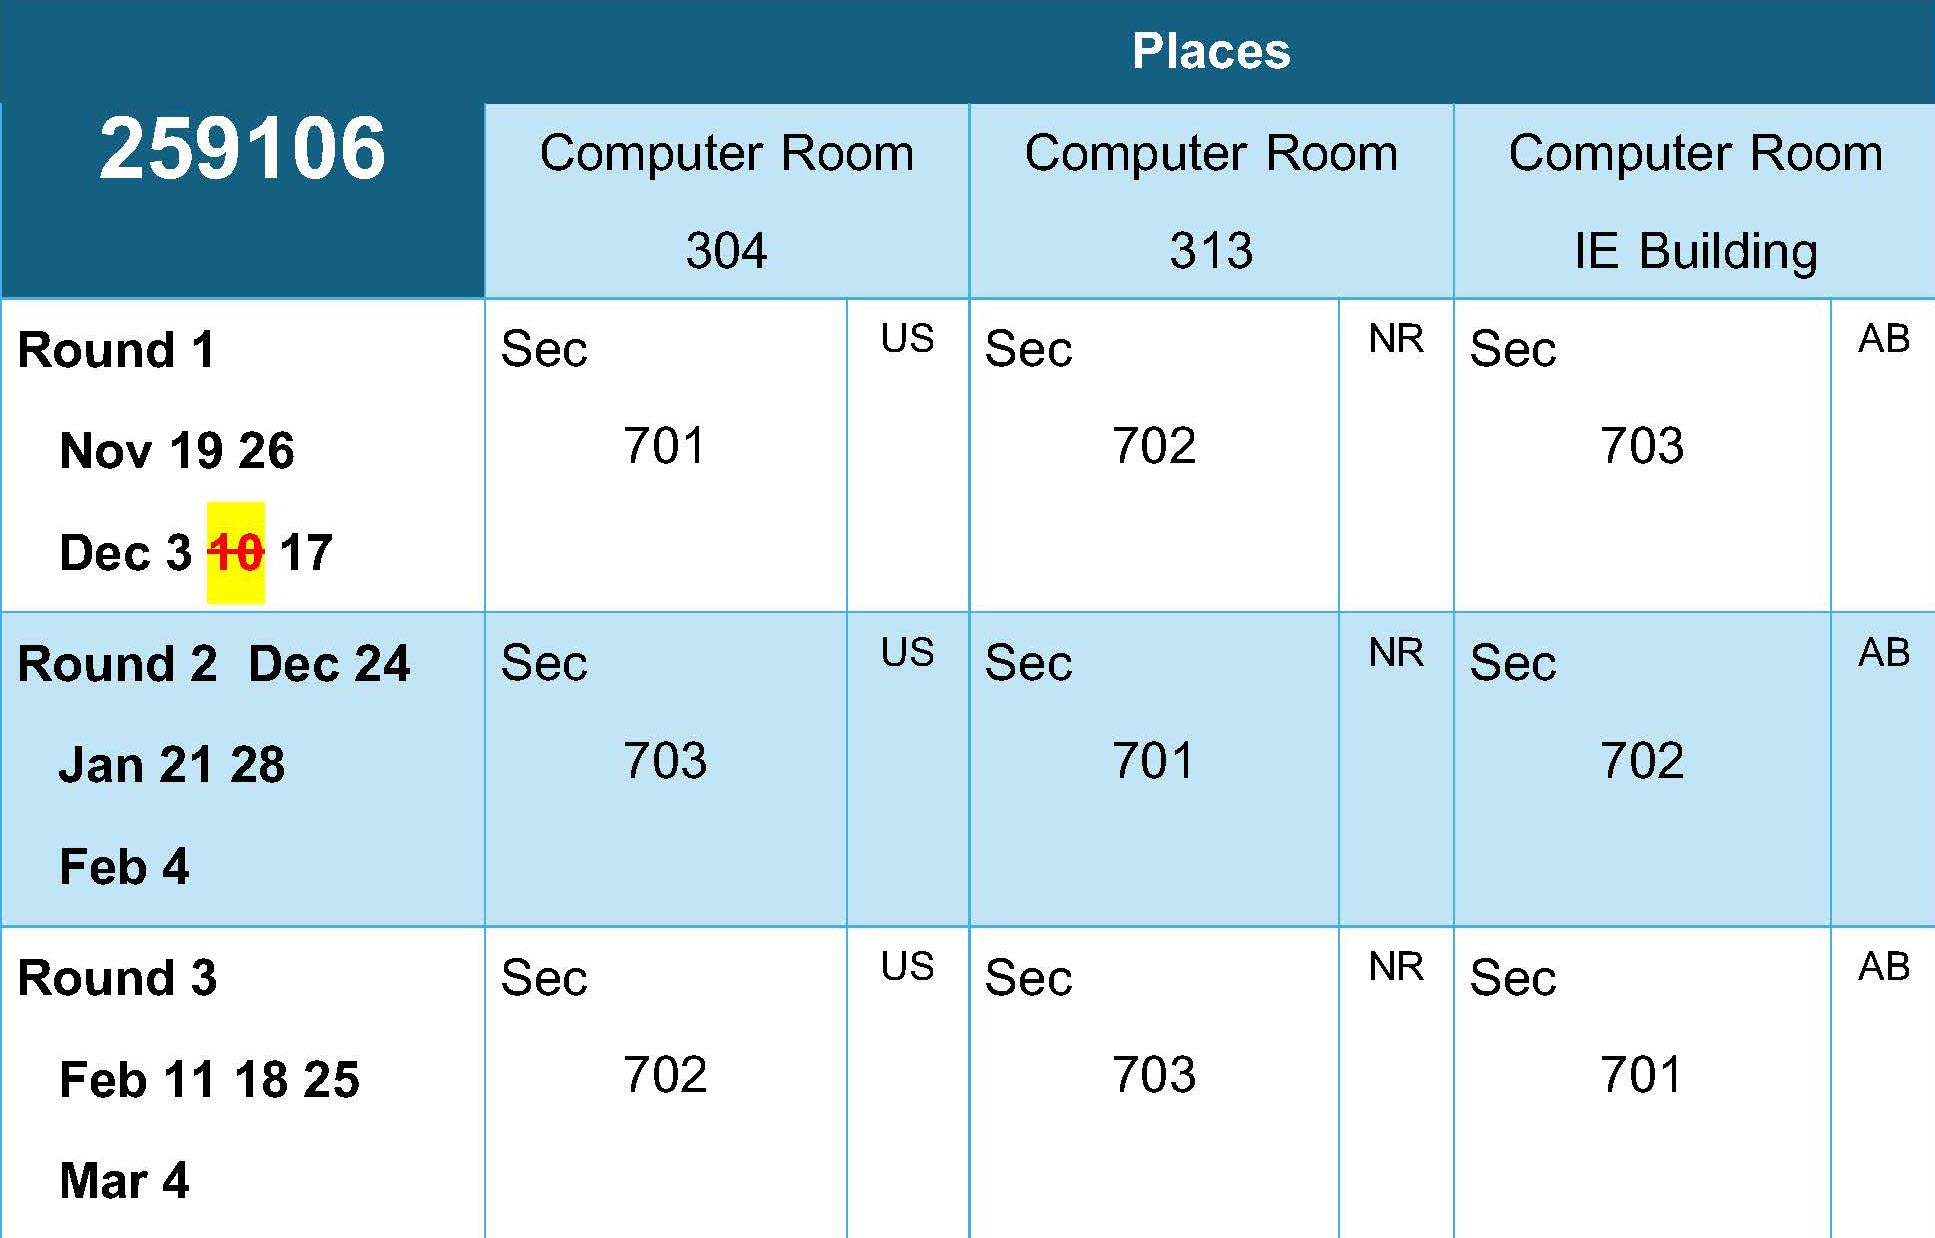 Places
259106
Computer Room
304
Computer Room
313
Computer Room
IE Building
Round 1
Nov 19 26
Dec 3 10 17
Sec
701
US
Sec
702
NR
Sec
703
AB
Round 2 Dec 24
Jan 21 28
Feb 4
Sec
703
US
Sec
701
NR
Sec
702
AB
Round 3
Feb 11 18 25
Mar 4
Sec
702
US
Sec
703
NR
Sec
701
AB